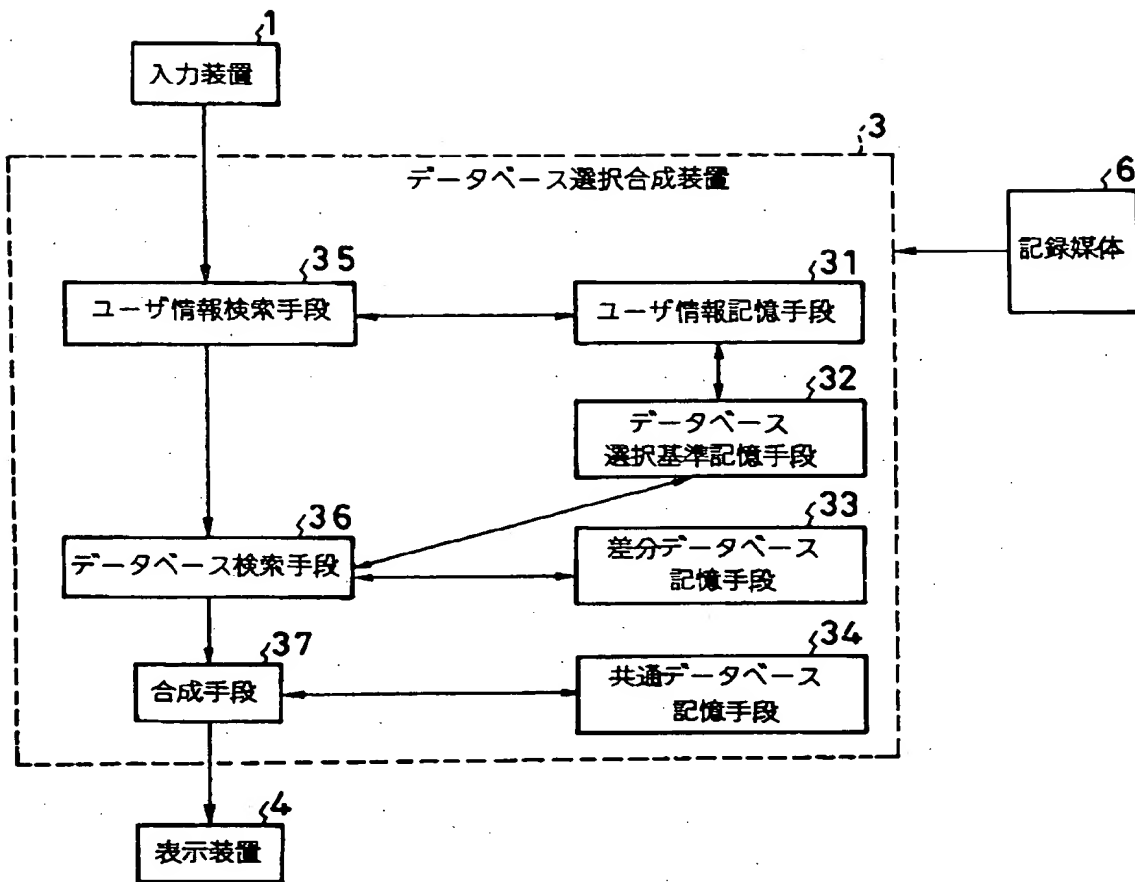 1
入力装置
3
データベース選択合成装置
6
記録媒体
35
ユーザ情報検索手段
31
ユーザ情報記憶手段
32
データベース
選択基準記憶手段
36
データベース検索手段
33
差分データベース
記憶手段
37
合成手段
34
共通データベース
記憶手段
4
表示装置